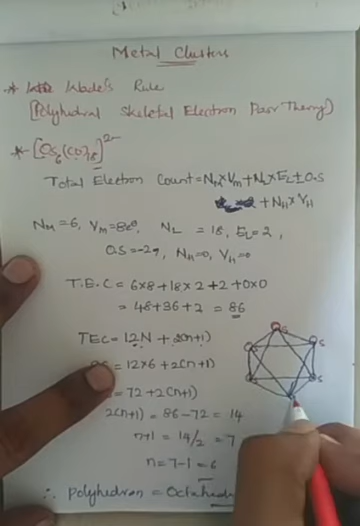 Metal Clusters
* Wade's Rule
[Polyhedral Skeletal Electron Pair Theory)
* [Os6(CO)18]2-
Total Electron Count = NM×VM + NL×EL ± O.S
+ NH×VH
NM = 6, VM = 8e⊖, NL = 18, EL = 2,
O.S = -2, NH = 0, VH = 0
T.E.C = 6×8 + 18×2 + 2 + 0×0
= 48 + 36 + 2 = 86
TEC = 12N + 2(n+1)
86 = 12×6 + 2(n+1)
= 72 + 2(n+1)
2(n+1) = 86 - 72 = 14
n+1 = 14/2 = 7
n = 7-1 = 6
∴ Polyhedron = Octahed